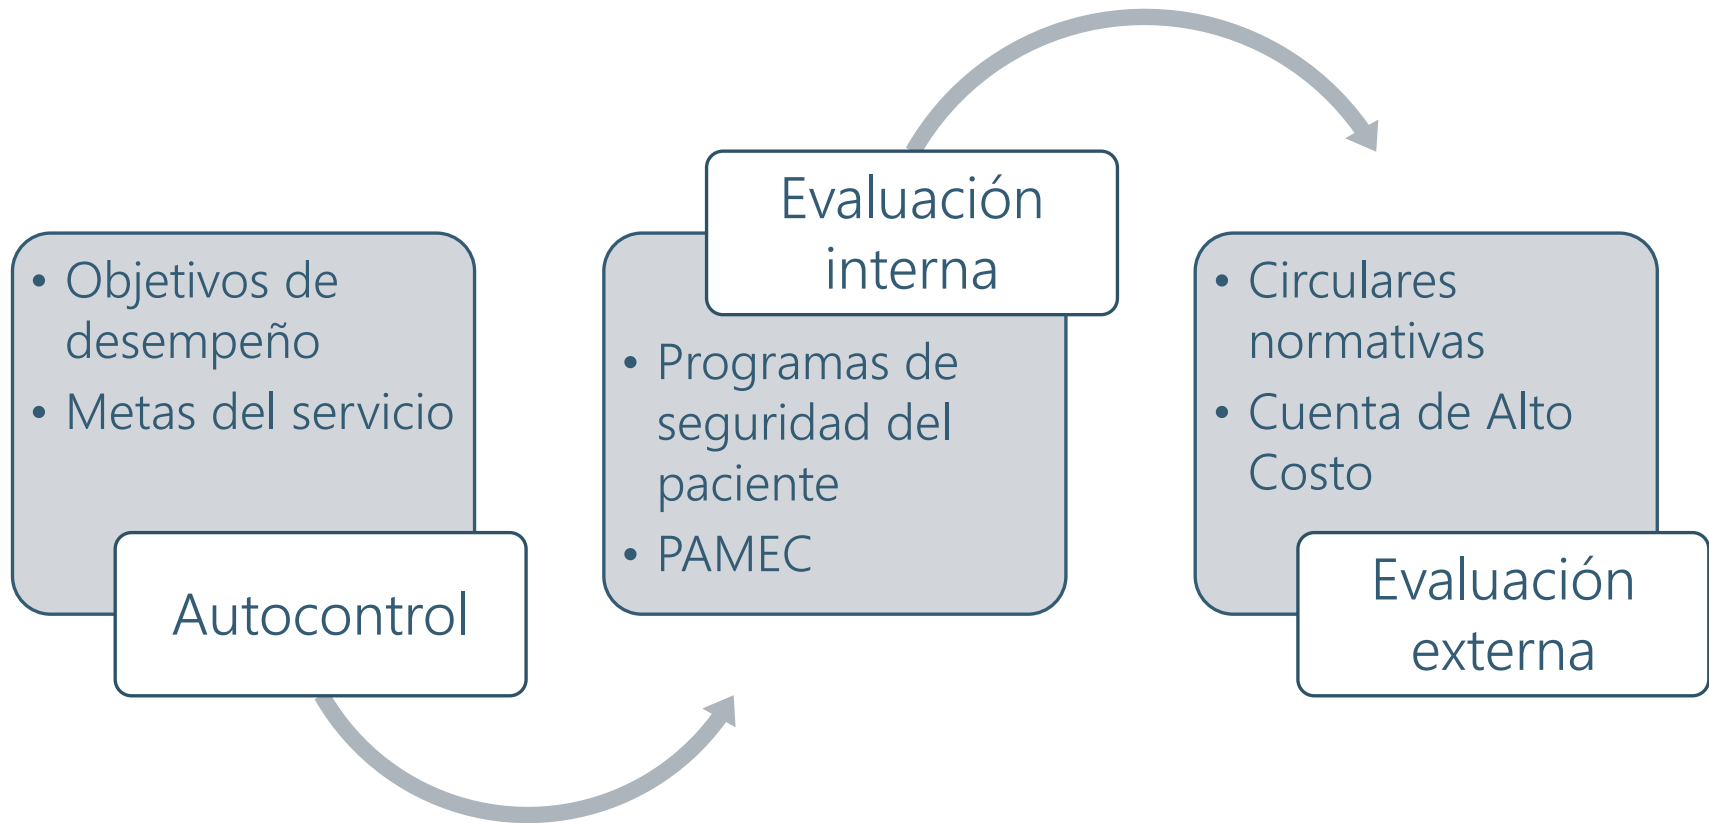 • Objetivos de
desempeño
• Metas del servicio
Autocontrol
Evaluación
interna
• Programas de
seguridad del
paciente
• PAMEC
• Circulares
normativas
• Cuenta de Alto
Costo
Evaluación
externa